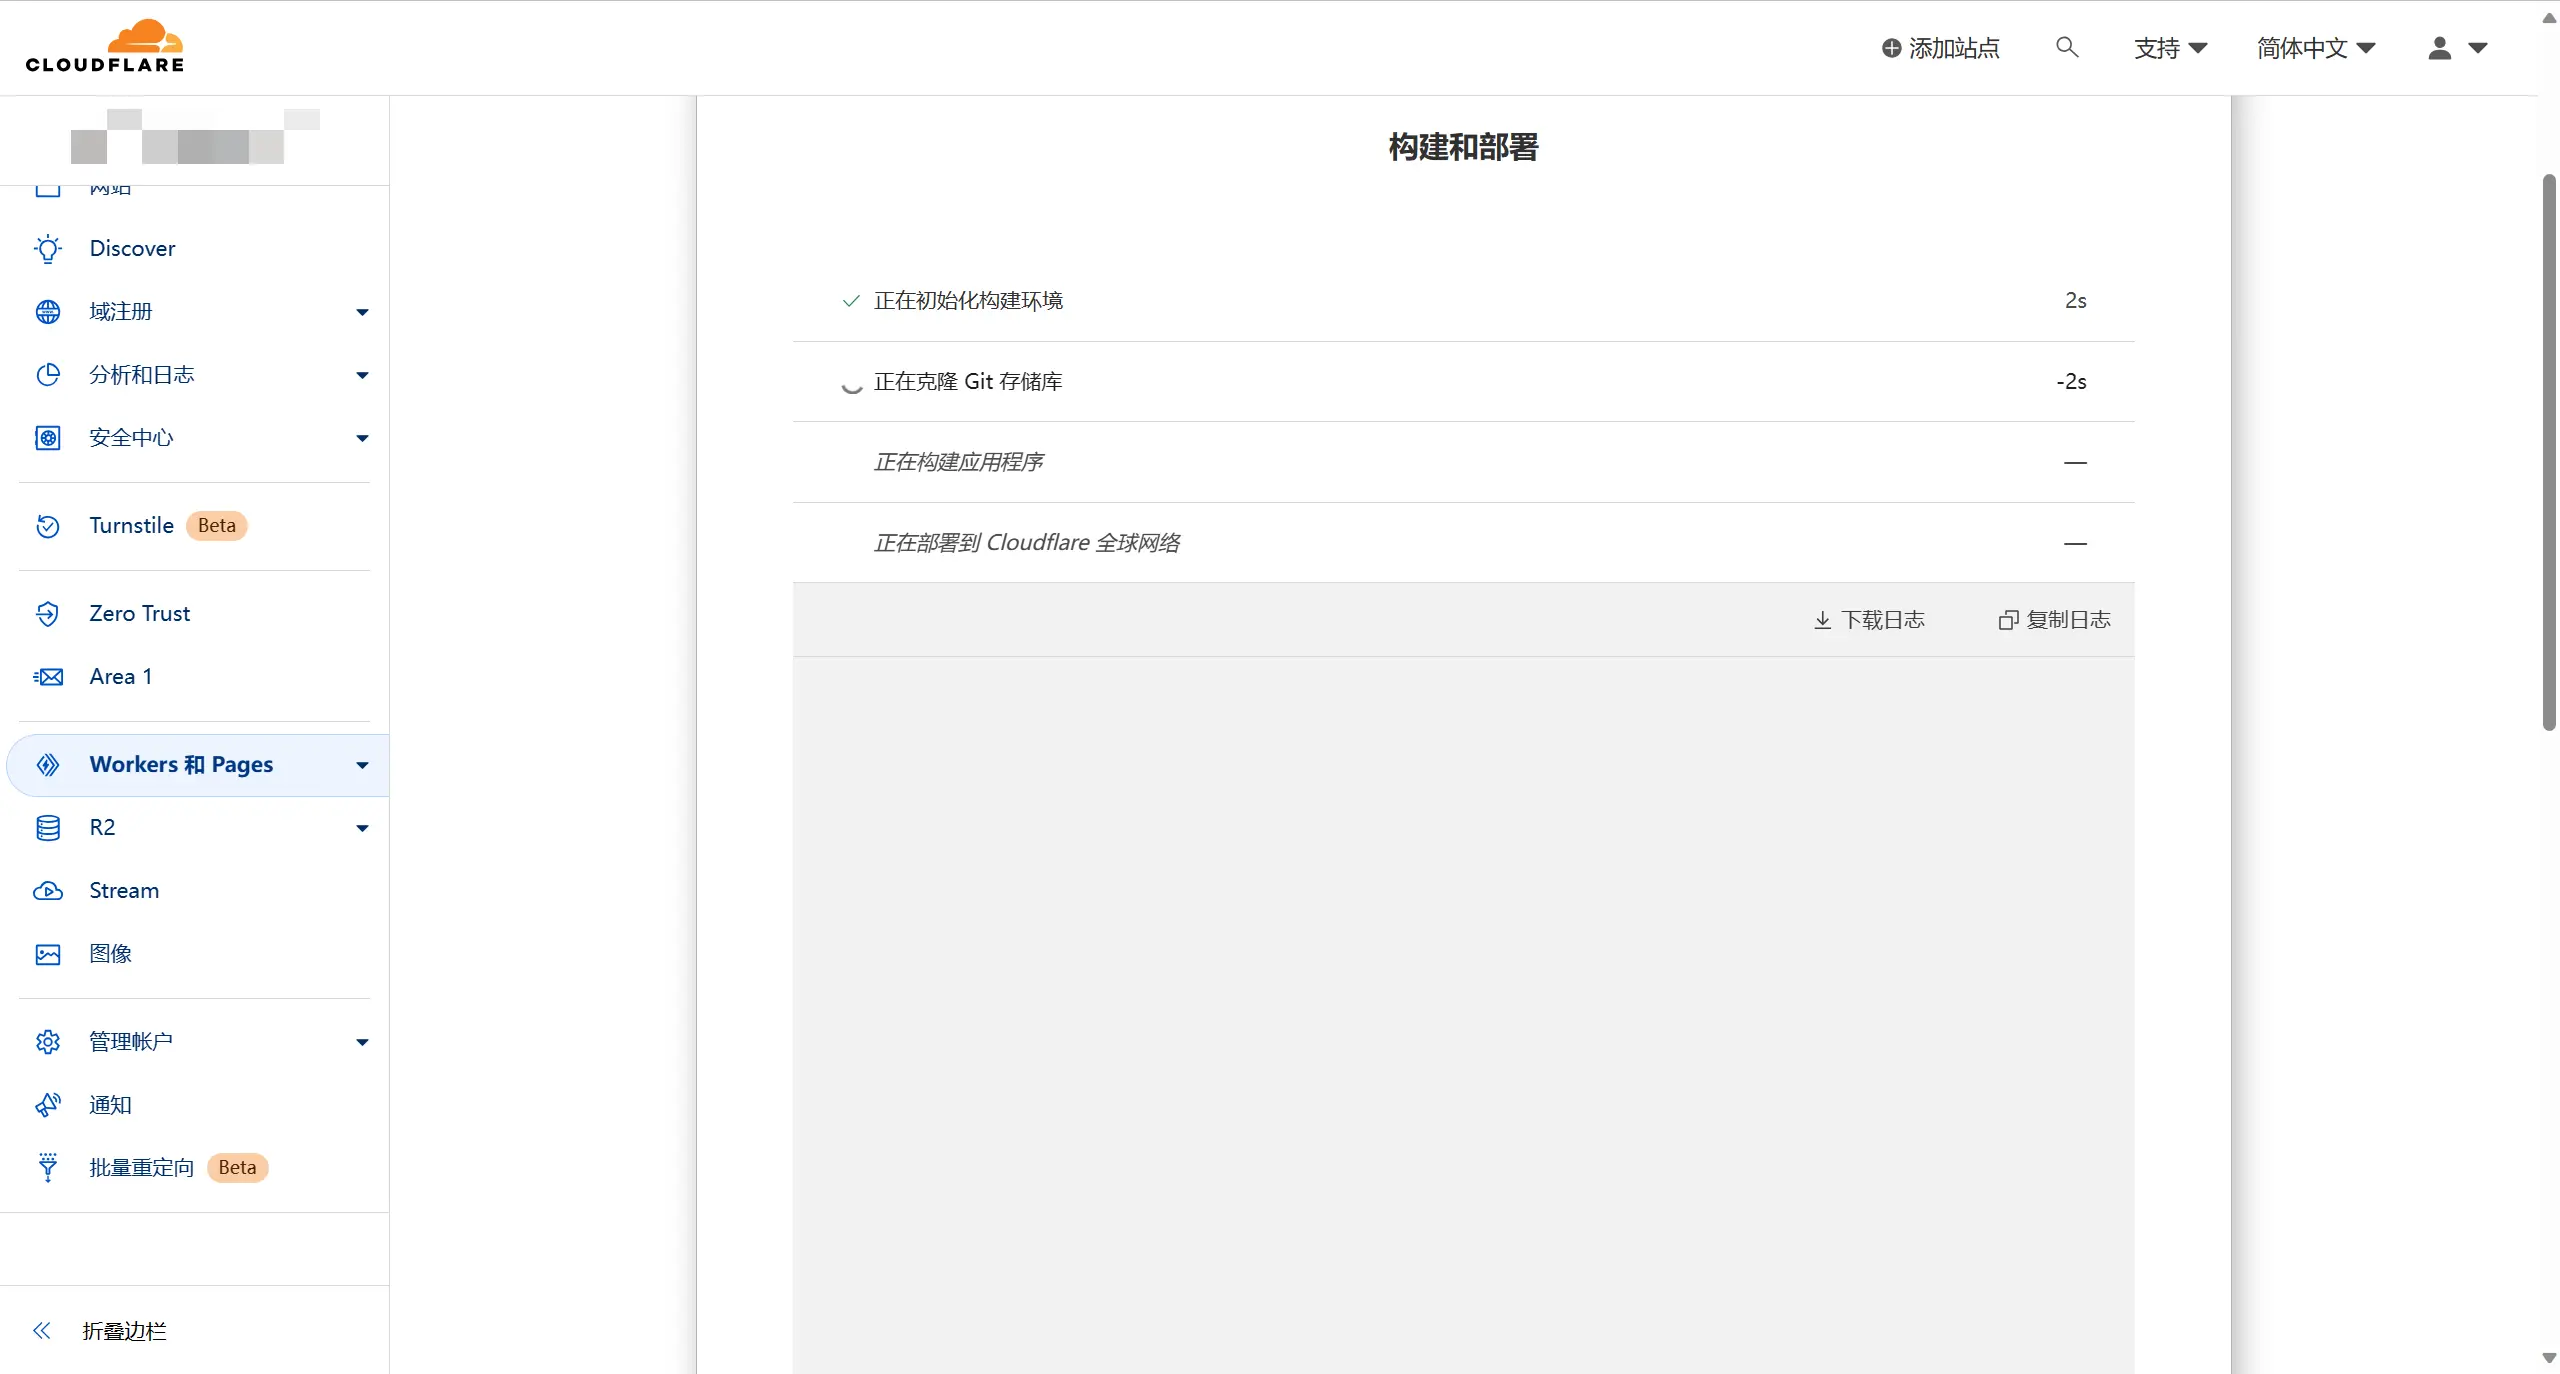 CLOUDFLARE
添加站点
支持
简体中文
网站
Discover
域注册
分析和日志
安全中心
Turnstile Beta
Zero Trust
Area 1
Workers 和 Pages
R2
Stream
图像
管理帐户
通知
批量重定向 Beta
折叠边栏
构建和部署
正在初始化构建环境 2s
正在克隆 Git 存储库 -2s
正在构建应用程序 —
正在部署到 Cloudflare 全球网络 —
下载日志 复制日志